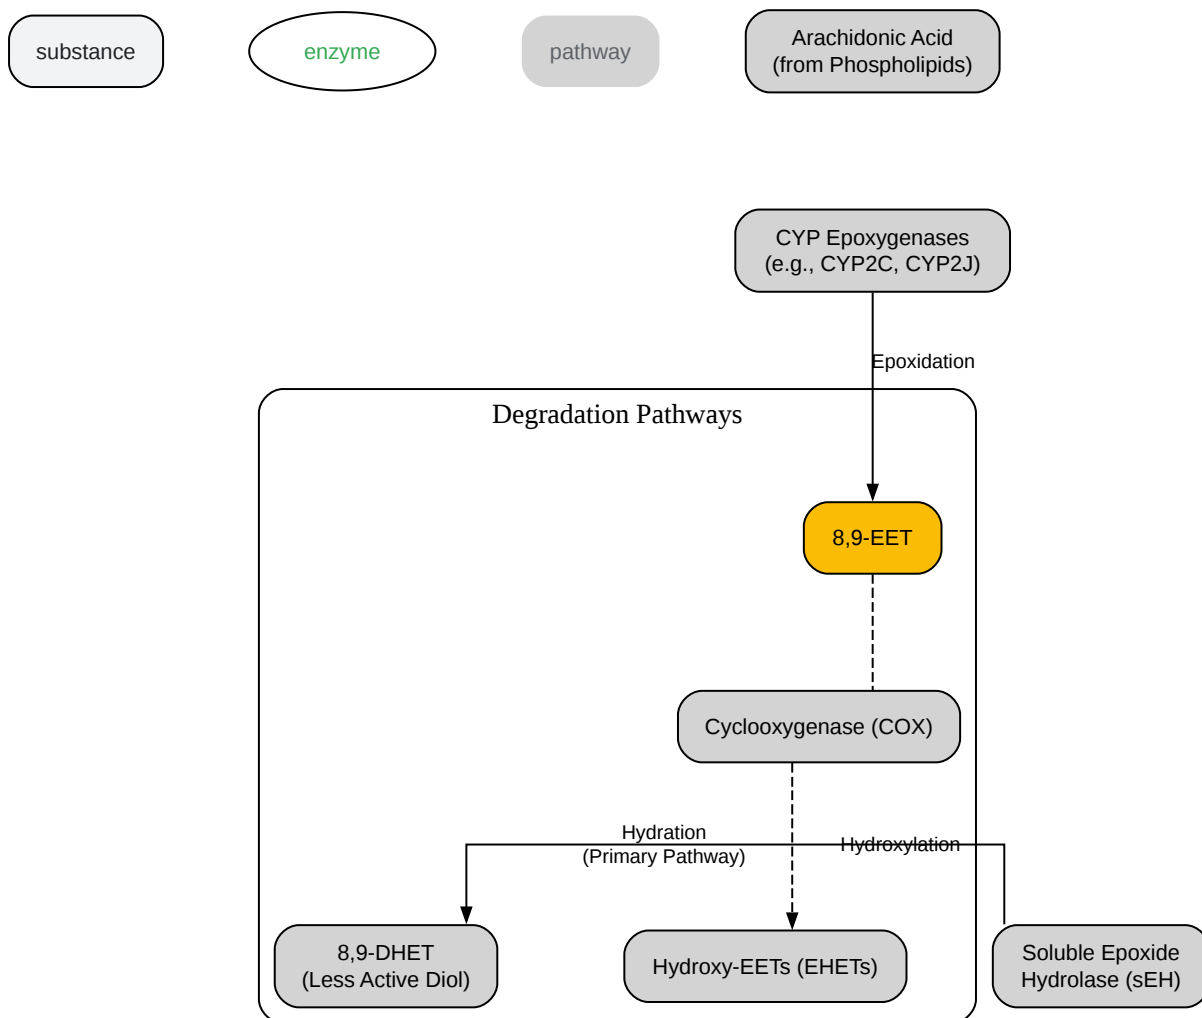 substance
enzyme
pathway
Arachidonic Acid
(from Phospholipids)
CYP Epoxygenases
(e.g., CYP2C, CYP2J)
Epoxidation
Degradation Pathways
8,9-EET
Cyclooxygenase (COX)
Hydration
(Primary Pathway)
Hydroxylation
8,9-DHET
(Less Active Diol)
Hydroxy-EETs (EHETs)
Soluble Epoxide
Hydrolase (sEH)